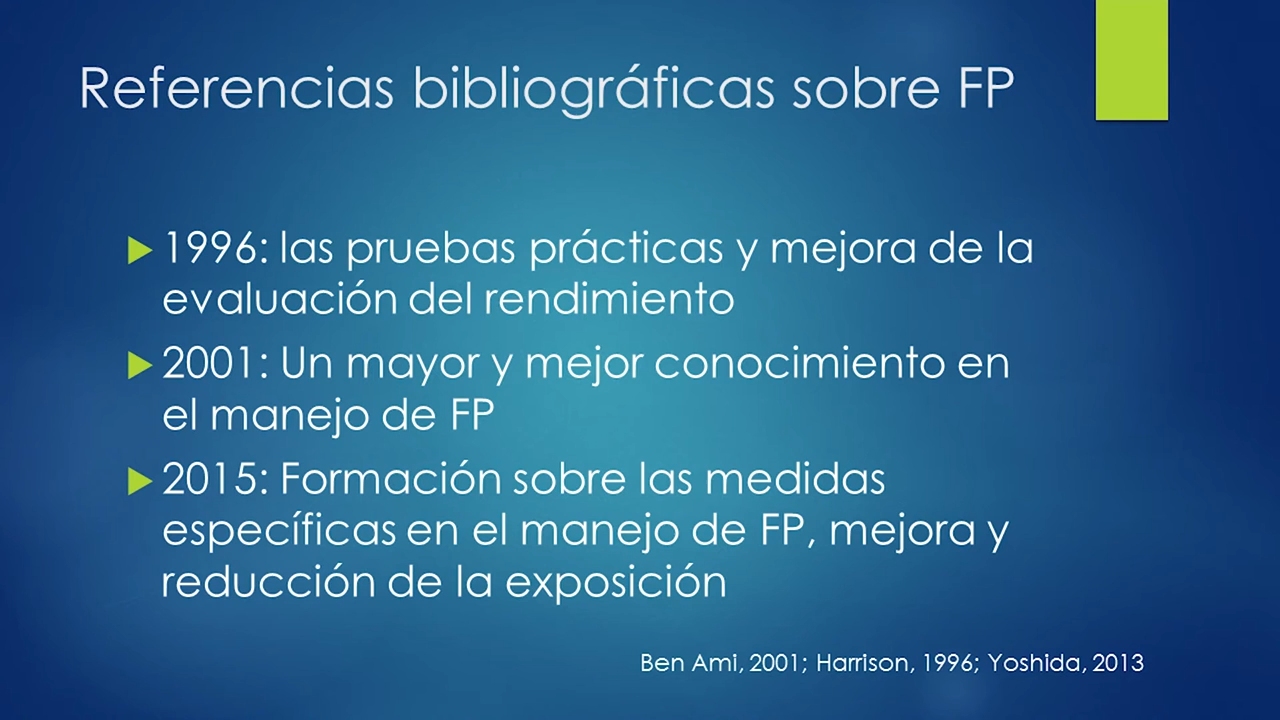 Referencias bibliográficas sobre FP
1996: las pruebas prácticas y mejora de la
evaluación del rendimiento
2001: Un mayor y mejor conocimiento en
el manejo de FP
2015: Formación sobre las medidas
específicas en el manejo de FP, mejora y
reducción de la exposición
Ben Ami, 2001; Harrison, 1996; Yoshida, 2013